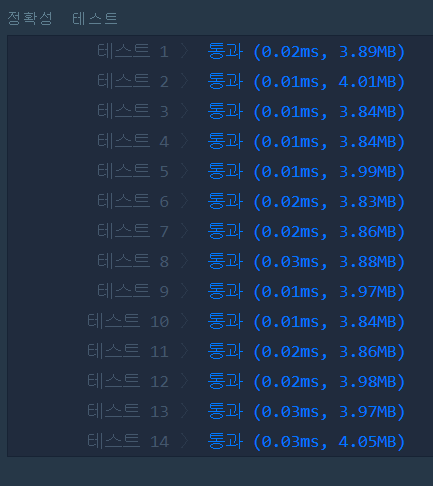 정확성 테스트
테스트 1 〉 통과 (0.02ms, 3.89MB)
테스트 2 〉 통과 (0.01ms, 4.01MB)
테스트 3 〉 통과 (0.01ms, 3.84MB)
테스트 4 〉 통과 (0.01ms, 3.84MB)
테스트 5 〉 통과 (0.01ms, 3.99MB)
테스트 6 〉 통과 (0.02ms, 3.83MB)
테스트 7 〉 통과 (0.02ms, 3.86MB)
테스트 8 〉 통과 (0.03ms, 3.88MB)
테스트 9 〉 통과 (0.01ms, 3.97MB)
테스트 10 〉 통과 (0.01ms, 3.84MB)
테스트 11 〉 통과 (0.02ms, 3.86MB)
테스트 12 〉 통과 (0.02ms, 3.98MB)
테스트 13 〉 통과 (0.03ms, 3.97MB)
테스트 14 〉 통과 (0.03ms, 4.05MB)